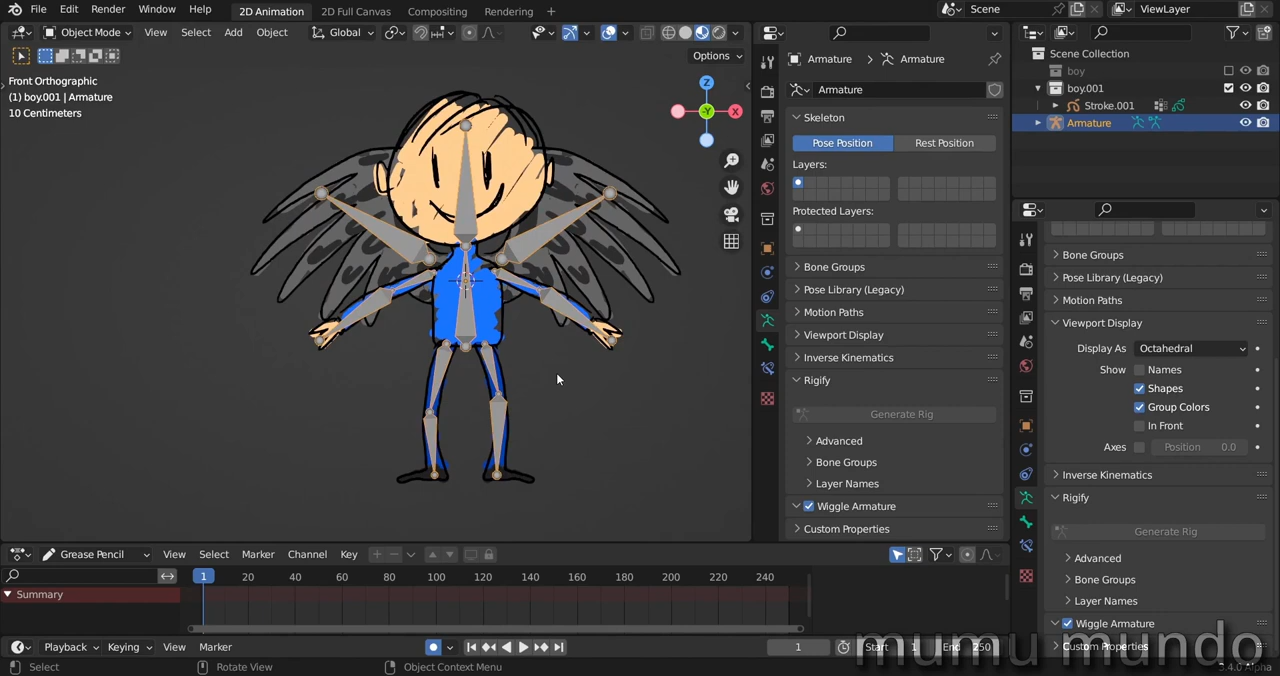 File Edit Render Window Help 2D Animation 2D Full Canvas Compositing Rendering + Scene ViewLayer
Object Mode View Select Add Object Global
Options
Front Orthographic
(1) boy.001 | Armature
10 Centimeters
Z
Y
X
Armature > Armature
Armature
Skeleton
Pose Position Rest Position
Layers:
Protected Layers:
Bone Groups
Pose Library (Legacy)
Motion Paths
Viewport Display
Inverse Kinematics
Rigify
Generate Rig
Advanced
Bone Groups
Layer Names
Wiggle Armature
Custom Properties
Scene Collection
boy
boy.001
Stroke.001
Armature
Bone Groups
Pose Library (Legacy)
Motion Paths
Viewport Display
Display As Octahedral
Show Names
Shapes
Group Colors
In Front
Axes Position 0.0
Inverse Kinematics
Rigify
Generate Rig
Advanced
Bone Groups
Layer Names
Wiggle Armature
Custom Properties
Grease Pencil View Select Marker Channel Key
1 20 40 60 80 100 120 140 160 180 200 220 240
Summary
Playback Keying View Marker 1 Start 1 End 250
Select Rotate View Object Context Menu 3.4.0 Alpha
mumu mundo